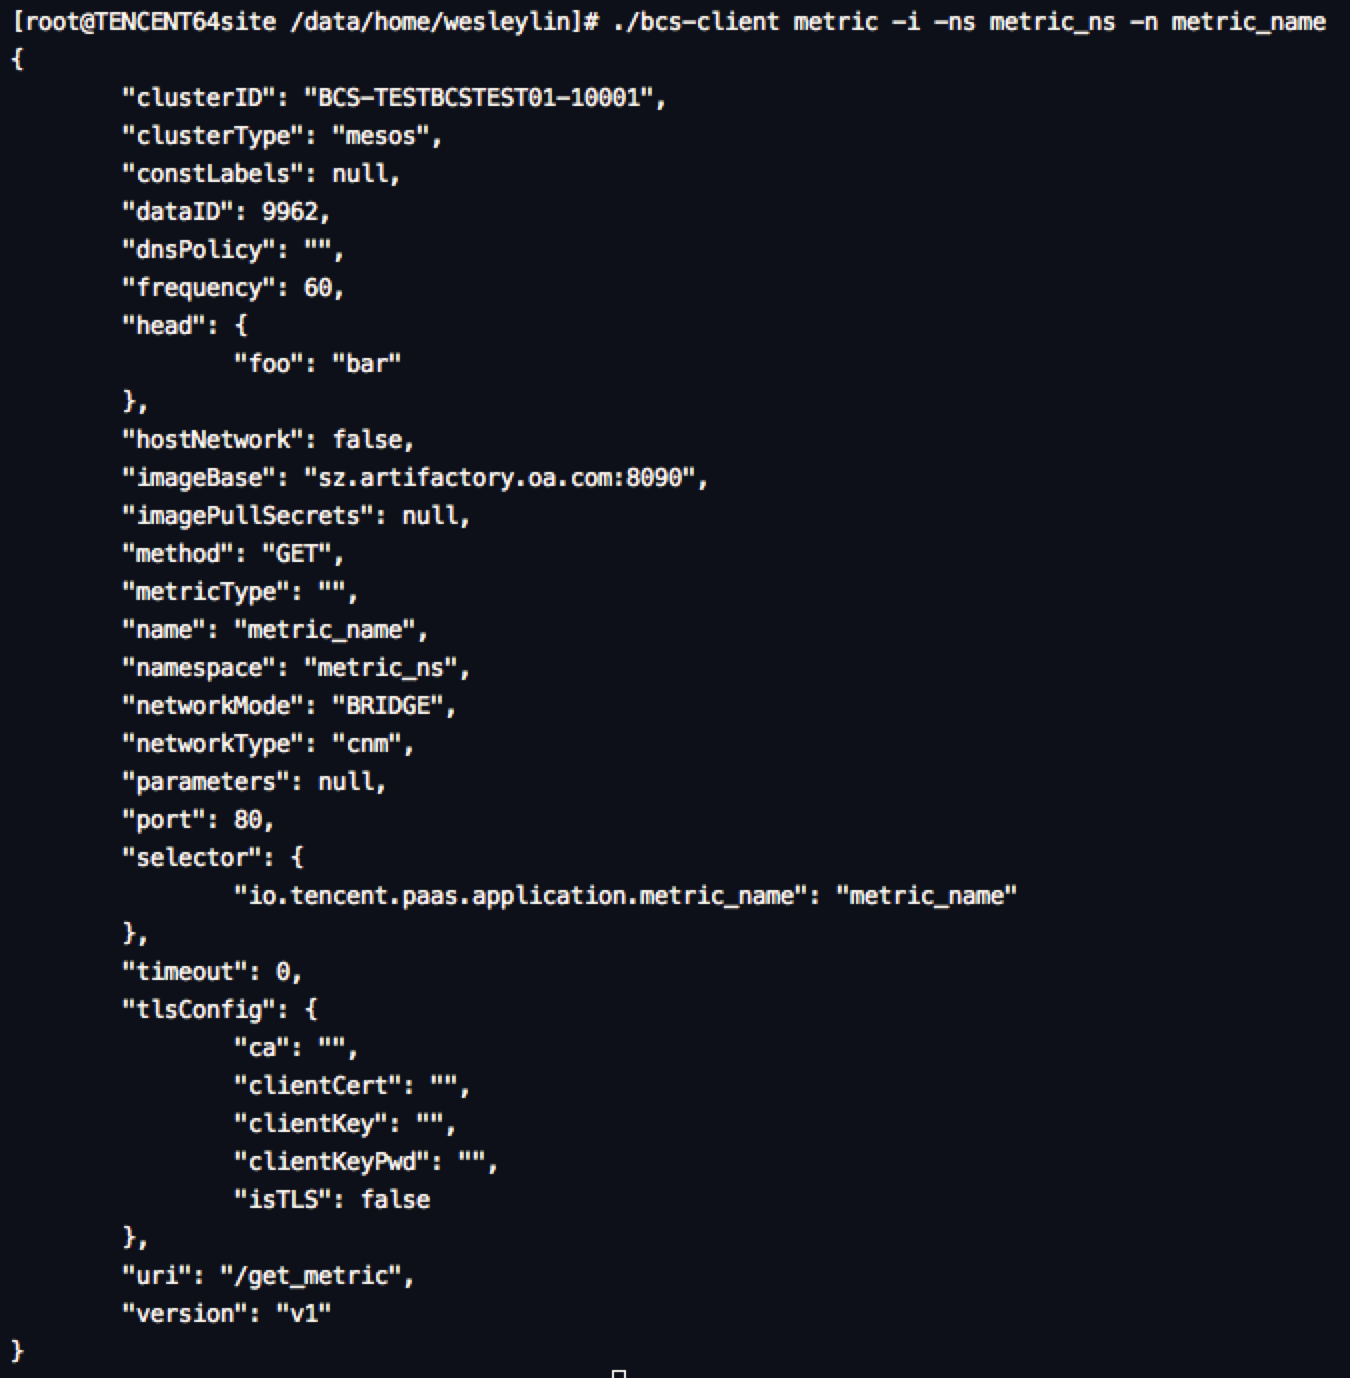 [root@TENCENT64site /data/home/wesleylin]# ./bcs-client metric -i -ns metric_ns -n metric_name
{
        "clusterID": "BCS-TESTBCSTEST01-10001",
        "clusterType": "mesos",
        "constLabels": null,
        "dataID": 9962,
        "dnsPolicy": "",
        "frequency": 60,
        "head": {
                "foo": "bar"
        },
        "hostNetwork": false,
        "imageBase": "sz.artifactory.oa.com:8090",
        "imagePullSecrets": null,
        "method": "GET",
        "metricType": "",
        "name": "metric_name",
        "namespace": "metric_ns",
        "networkMode": "BRIDGE",
        "networkType": "cnm",
        "parameters": null,
        "port": 80,
        "selector": {
                "io.tencent.paas.application.metric_name": "metric_name"
        },
        "timeout": 0,
        "tlsConfig": {
                "ca": "",
                "clientCert": "",
                "clientKey": "",
                "clientKeyPwd": "",
                "isTLS": false
        },
        "uri": "/get_metric",
        "version": "v1"
}